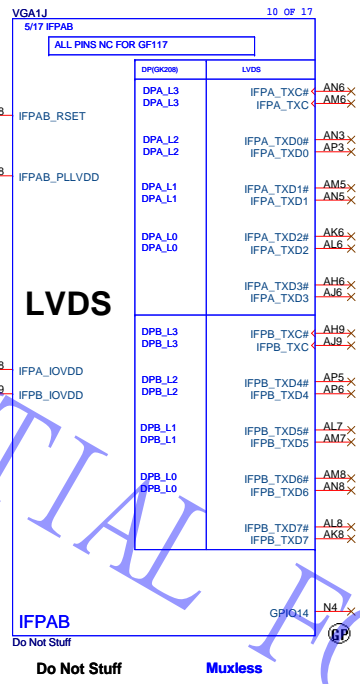 VGA1J 10 OF 17
5/17 IFPAB
ALL PINS NC FOR GF117
DP(GK208) LVDS
DPA_L3 IFPA_TXC# AN6
DPA_L3 IFPA_TXC AM6
IFPAB_RSET
DPA_L2 IFPA_TXD0# AN3
DPA_L2 IFPA_TXD0 AP3
IFPAB_PLLVDD
DPA_L1 IFPA_TXD1# AM5
DPA_L1 IFPA_TXD1 AN5
DPA_L0 IFPA_TXD2# AK6
DPA_L0 IFPA_TXD2 AL6
IFPA_TXD3# AH6
IFPA_TXD3 AJ6
LVDS
DPB_L3 IFPB_TXC# AH9
DPB_L3 IFPB_TXC AJ9
IFPA_IOVDD
DPB_L2 IFPB_TXD4# AP5
IFPB_IOVDD DPB_L2 IFPB_TXD4 AP6
DPB_L1 IFPB_TXD5# AL7
DPB_L1 IFPB_TXD5 AM7
DPB_L0 IFPB_TXD6# AM8
DPB_L0 IFPB_TXD6 AN8
IFPB_TXD7# AL8
IFPB_TXD7 AK8
GPIO14 N4
IFPAB
GP
Do Not Stuff
Do Not Stuff Muxless